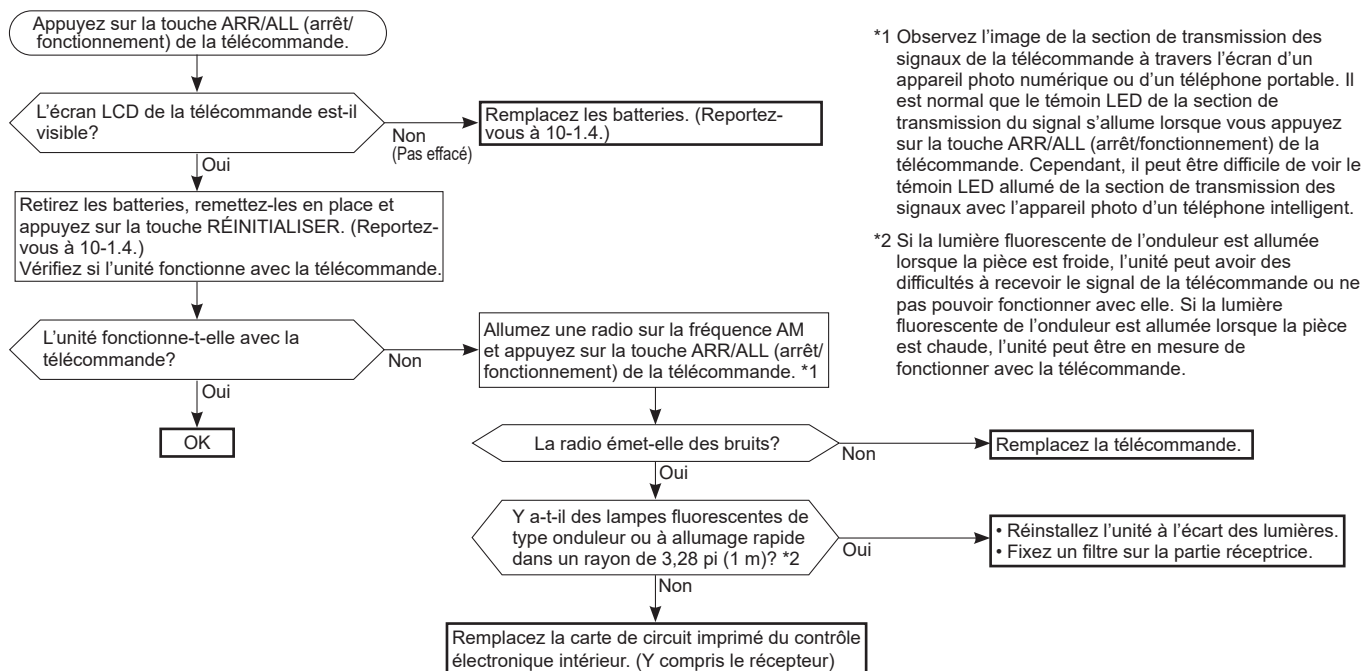 Appuyez sur la touche ARR/ALL (arrêt/
fonctionnement) de la télécommande.
L'écran LCD de la télécommande est-il
visible?
Non
(Pas effacé)
Remplacez les batteries. (Reportez-
vous à 10-1.4.)
Oui
Retirez les batteries, remettez-les en place et
appuyez sur la touche RÉINITIALISER. (Reportez-
vous à 10-1.4.)
Vérifiez si l'unité fonctionne avec la télécommande.
L'unité fonctionne-t-elle avec la
télécommande?
Non
Oui
OK
Allumez une radio sur la fréquence AM
et appuyez sur la touche ARR/ALL (arrêt/
fonctionnement) de la télécommande. *1
La radio émet-elle des bruits?
Non
Remplacez la télécommande.
Oui
Y a-t-il des lampes fluorescentes de
type onduleur ou à allumage rapide
dans un rayon de 3,28 pi (1 m)? *2
Oui
• Réinstallez l'unité à l'écart des lumières.
• Fixez un filtre sur la partie réceptrice.
Non
Remplacez la carte de circuit imprimé du contrôle
électronique intérieur. (Y compris le récepteur)
*1 Observez l'image de la section de transmission des
signaux de la télécommande à travers l'écran d'un
appareil photo numérique ou d'un téléphone portable. Il
est normal que le témoin LED de la section de
transmission du signal s'allume lorsque vous appuyez
sur la touche ARR/ALL (arrêt/fonctionnement) de la
télécommande. Cependant, il peut être difficile de voir le
témoin LED allumé de la section de transmission des
signaux avec l'appareil photo d'un téléphone intelligent.
*2 Si la lumière fluorescente de l'onduleur est allumée
lorsque la pièce est froide, l'unité peut avoir des
difficultés à recevoir le signal de la télécommande ou ne
pas pouvoir fonctionner avec elle. Si la lumière
fluorescente de l'onduleur est allumée lorsque la pièce
est chaude, l'unité peut être en mesure de
fonctionner avec la télécommande.